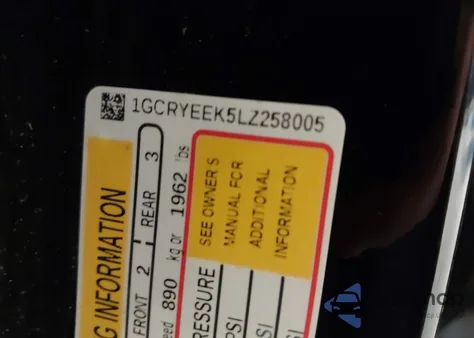 1GCRYEEK5LZ258005
G INFORMATION
FRONT 2 REAR 3
eed 890 kg or 1962 lbs
RESSURE
PSI
SI
SI
SEE OWNER'S
MANUAL FOR
ADDITIONAL
INFORMATION